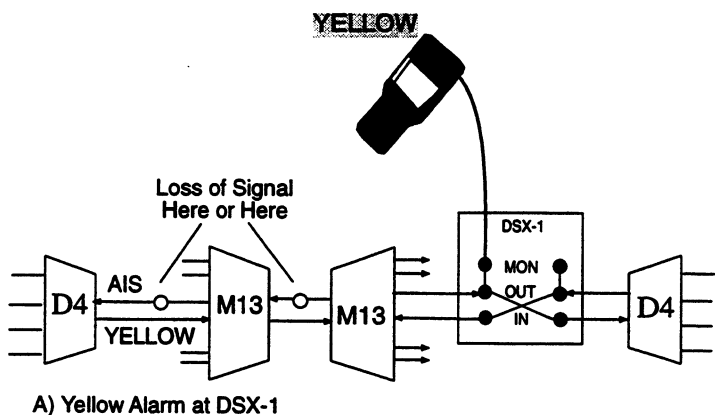 YELLOW
Loss of Signal
Here or Here
DSX-1
MON
OUT
IN
AIS
YELLOW
D4
M13
M13
D4
A) Yellow Alarm at DSX-1